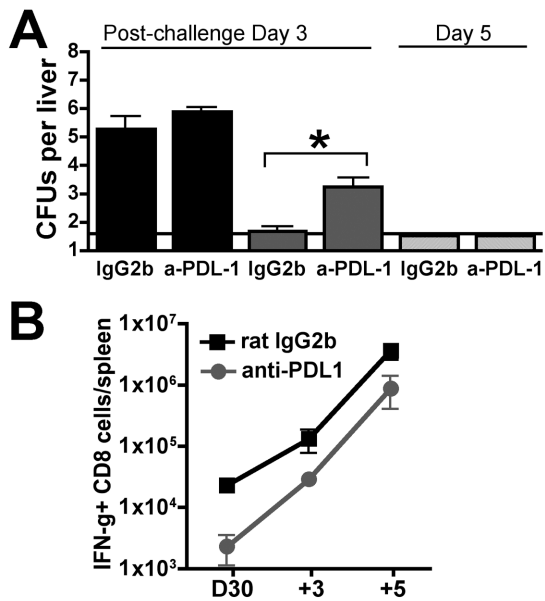 A
Post-challenge Day 3
Day 5
CFUs per liver
8
7
6
5
4
3
2
1
*
IgG2b a-PDL-1 IgG2b a-PDL-1 IgG2b a-PDL-1
B
IFN-g+ CD8 cells/spleen
1x10⁷
1x10⁶
1x10⁵
1x10⁴
1x10³
rat IgG2b
anti-PDL1
D30 +3 +5